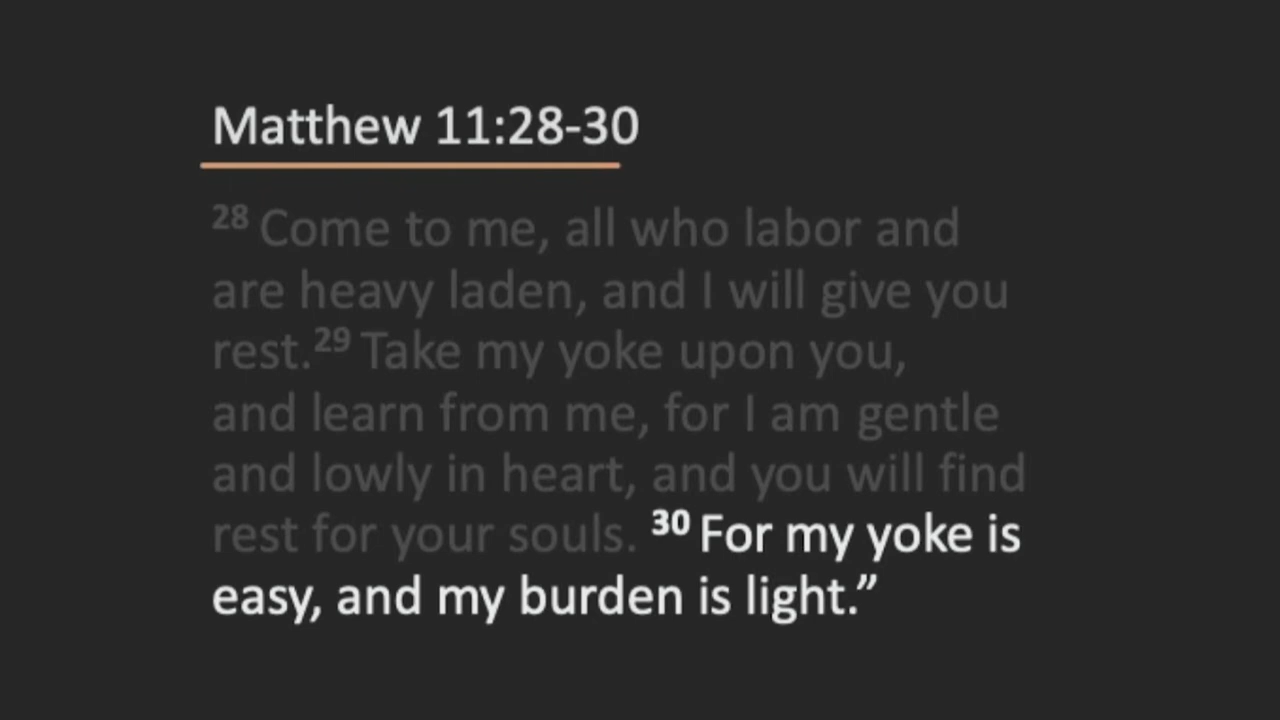 Matthew 11:28-30
28 Come to me, all who labor and
are heavy laden, and I will give you
rest.29 Take my yoke upon you,
and learn from me, for I am gentle
and lowly in heart, and you will find
rest for your souls. 30 For my yoke is
easy, and my burden is light.”